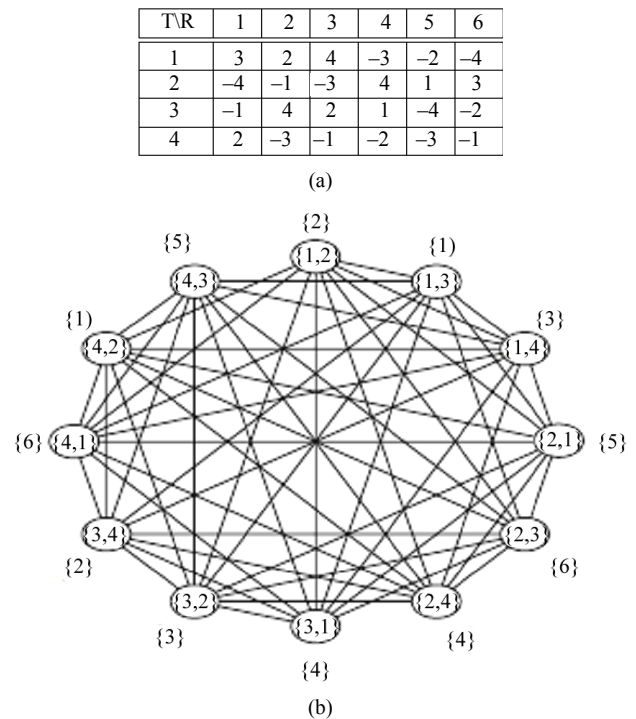 T\R 1 2 3 4 5 6
1 3 2 4 –3 –2 –4
2 –4 –1 –3 4 1 3
3 –1 4 2 1 –4 –2
4 2 –3 –1 –2 –3 –1
(a)
{2}
{5} {1,2} {1)
{4,3} {1,3}
{1) {3}
{4,2} {1,4}
{6} {4,1} {2,1} {5}
{3,4} {2,3}
{2} {6}
{3,2} {2,4}
{3} {3,1} {4}
{4}
(b)